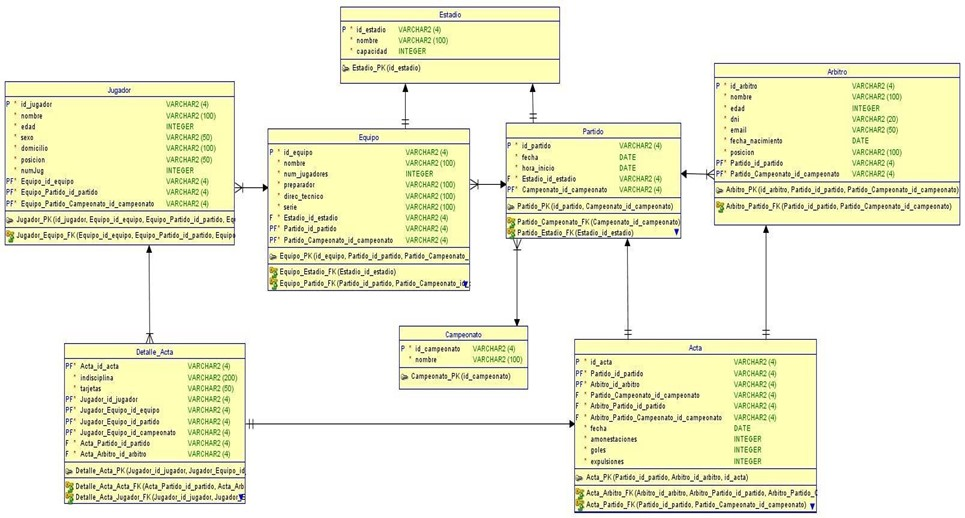 Estadio
P * id_estadio VARCHAR2 (4)
* nombre VARCHAR2 (100)
* capacidad INTEGER
Estadio_PK (id_estadio)
Jugador
P * id_jugador VARCHAR2 (4)
* nombre VARCHAR2 (100)
* edad INTEGER
* sexo VARCHAR2 (50)
* domicilio VARCHAR2 (100)
* posicion VARCHAR2 (50)
* numJug INTEGER
PF* Equipo_id_equipo VARCHAR2 (4)
PF* Equipo_Partido_id_partido VARCHAR2 (4)
PF* Equipo_Partido_Campeonato_id_campeonato VARCHAR2 (4)
Jugador_PK (id_jugador, Equipo_id_equipo, Equipo_Partido_id_partido, Equ
Jugador_Equipo_FK (Equipo_id_equipo, Equipo_Partido_id_partido, Equipo
Equipo
P * id_equipo VARCHAR2 (4)
* nombre VARCHAR2 (100)
* num_jugadores INTEGER
* preparador VARCHAR2 (100)
* direc_tecnico VARCHAR2 (100)
* serie VARCHAR2 (100)
F * Estadio_id_estadio VARCHAR2 (4)
PF* Partido_id_partido VARCHAR2 (4)
PF* Partido_Campeonato_id_campeonato VARCHAR2 (4)
Equipo_PK (id_equipo, Partido_id_partido, Partido_Campeonato_
Equipo_Estadio_FK (Estadio_id_estadio)
Equipo_Partido_FK (Partido_id_partido, Partido_Campeonato_id_
Partido
P * id_partido VARCHAR2 (4)
* fecha DATE
* hora_inicio DATE
F * Estadio_id_estadio VARCHAR2 (4)
PF* Campeonato_id_campeonato VARCHAR2 (4)
Partido_PK (id_partido, Campeonato_id_campeonato)
Partido_Campeonato_FK (Campeonato_id_campeonato)
Partido_Estadio_FK (Estadio_id_estadio)
Arbitro
P * id_arbitro VARCHAR2 (4)
* nombre VARCHAR2 (100)
* edad INTEGER
* dni VARCHAR2 (20)
* email VARCHAR2 (50)
* fecha_nacimiento DATE
* posicion VARCHAR2 (100)
PF* Partido_id_partido VARCHAR2 (4)
PF* Partido_Campeonato_id_campeonato VARCHAR2 (4)
Arbitro_PK (id_arbitro, Partido_id_partido, Partido_Campeonato_id_campeonato)
Arbitro_Partido_FK (Partido_id_partido, Partido_Campeonato_id_campeonato)
Campeonato
P * id_campeonato VARCHAR2 (4)
* nombre VARCHAR2 (100)
Campeonato_PK (id_campeonato)
Detalle_Acta
PF* Acta_id_acta VARCHAR2 (4)
* indisciplina VARCHAR2 (200)
* tarjetas VARCHAR2 (50)
PF* Jugador_id_jugador VARCHAR2 (4)
PF* Jugador_Equipo_id_equipo VARCHAR2 (4)
PF* Jugador_Equipo_id_partido VARCHAR2 (4)
PF* Jugador_Equipo_id_campeonato VARCHAR2 (4)
F * Acta_Partido_id_partido VARCHAR2 (4)
F * Acta_Arbitro_id_arbitro VARCHAR2 (4)
Detalle_Acta_PK (Jugador_id_jugador, Jugador_Equipo_id
Detalle_Acta_Acta_FK (Acta_Partido_id_partido, Acta_Arb
Detalle_Acta_Jugador_FK (Jugador_id_jugador, Jugador_E
Acta
P * id_acta VARCHAR2 (4)
PF* Partido_id_partido VARCHAR2 (4)
PF* Arbitro_id_arbitro VARCHAR2 (4)
F * Partido_Campeonato_id_campeonato VARCHAR2 (4)
F * Arbitro_Partido_id_partido VARCHAR2 (4)
F * Arbitro_Partido_Campeonato_id_campeonato VARCHAR2 (4)
* fecha DATE
* amonestaciones INTEGER
* goles INTEGER
* expulsiones INTEGER
Acta_PK (Partido_id_partido, Arbitro_id_arbitro, id_acta)
Acta_Arbitro_FK (Arbitro_id_arbitro, Arbitro_Partido_id_partido, Arbitro_Partido_C
Acta_Partido_FK (Partido_id_partido, Partido_Campeonato_id_campeonato)